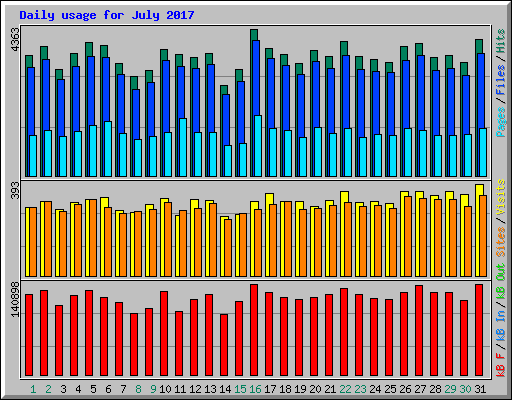 Daily usage for July 2017
4363
393
140898
Pages / Files / Hits
Sites / Visits
kB F / kB In / kB Out
1 2 3 4 5 6 7 8 9 10 11 12 13 14 15 16 17 18 19 20 21 22 23 24 25 26 27 28 29 30 31